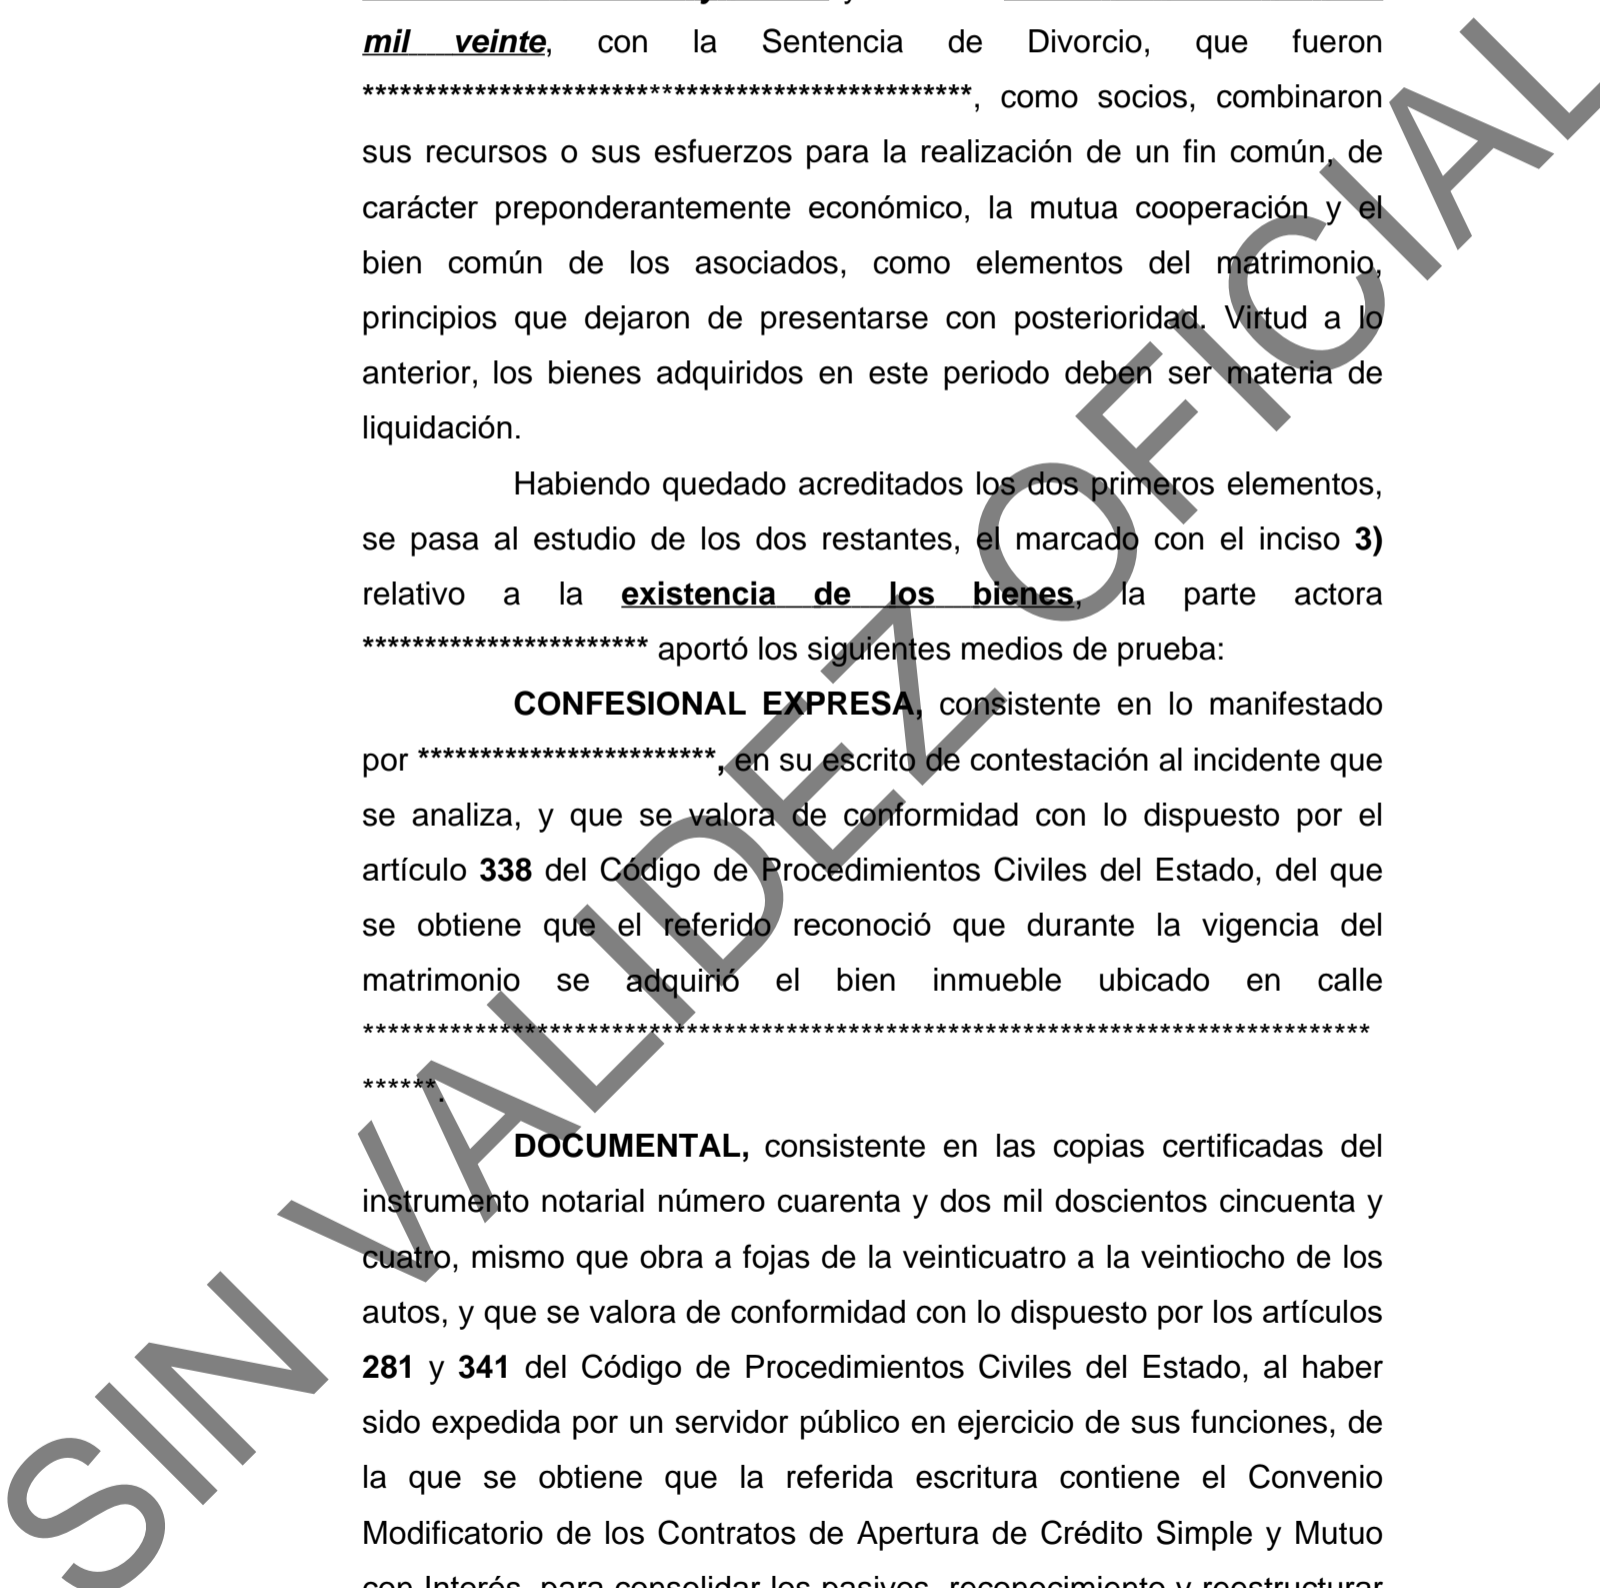 mil veinte, con la Sentencia de Divorcio, que fueron
*************************************************, como socios, combinaron
sus recursos o sus esfuerzos para la realización de un fin común, de
carácter preponderantemente económico, la mutua cooperación y el
bien común de los asociados, como elementos del matrimonio,
principios que dejaron de presentarse con posterioridad. Virtud a lo
anterior, los bienes adquiridos en este periodo deben ser materia de
liquidación.
Habiendo quedado acreditados los dos primeros elementos,
se pasa al estudio de los dos restantes, el marcado con el inciso 3)
relativo a la existencia de los bienes, la parte actora
*********************** aportó los siguientes medios de prueba:
CONFESIONAL EXPRESA, consistente en lo manifestado
por ************************, en su escrito de contestación al incidente que
se analiza, y que se valora de conformidad con lo dispuesto por el
artículo 338 del Código de Procedimientos Civiles del Estado, del que
se obtiene que el referido reconoció que durante la vigencia del
matrimonio se adquirió el bien inmueble ubicado en calle
*********************************************************************************
******.
DOCUMENTAL, consistente en las copias certificadas del
instrumento notarial número cuarenta y dos mil doscientos cincuenta y
cuatro, mismo que obra a fojas de la veinticuatro a la veintiocho de los
autos, y que se valora de conformidad con lo dispuesto por los artículos
281 y 341 del Código de Procedimientos Civiles del Estado, al haber
sido expedida por un servidor público en ejercicio de sus funciones, de
la que se obtiene que la referida escritura contiene el Convenio
Modificatorio de los Contratos de Apertura de Crédito Simple y Mutuo
con Interés, para consolidar los pasivos, reconocimiento y reestructurar
SIN VALIDEZ OFICIAL